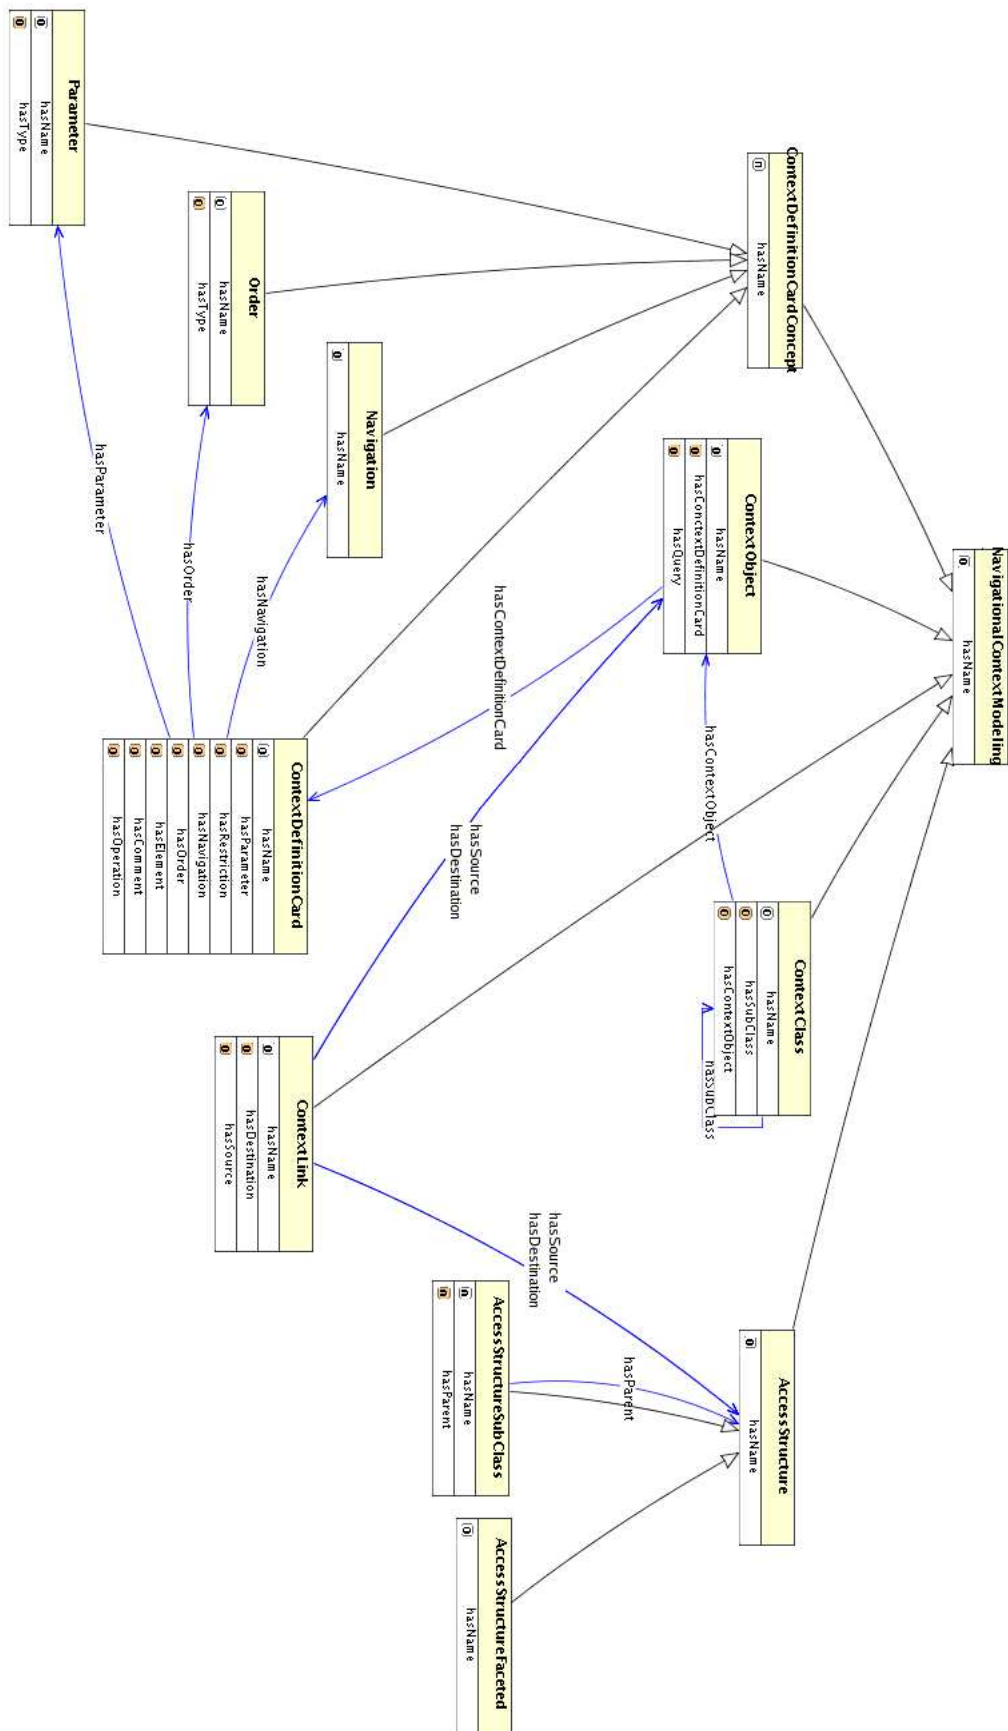 NavigationalContextModeling
hasName
ContextDefinitionCardConcept
hasName
ContextObject
hasName
hasConctextDefinitionCard
hasQuery
hasContextObject
ContextClass
hasName
hasSubClass
hasContextObject
hasSubClass
AccessStructure
hasName
Parameter
hasName
hasType
Order
hasName
hasType
Navigation
hasName
hasContextDefinitionCard
hasSource
hasDestination
hasParameter
hasOrder
hasNavigation
ContextDefinitionCard
hasName
hasParameter
hasRestriction
hasNavigation
hasOrder
hasElement
hasComment
hasOperation
ContextLink
hasName
hasDestination
hasSource
hasSource
hasDestination
hasParent
AccessStructureSubClass
hasName
hasParent
AccessStructureFaceted
hasName